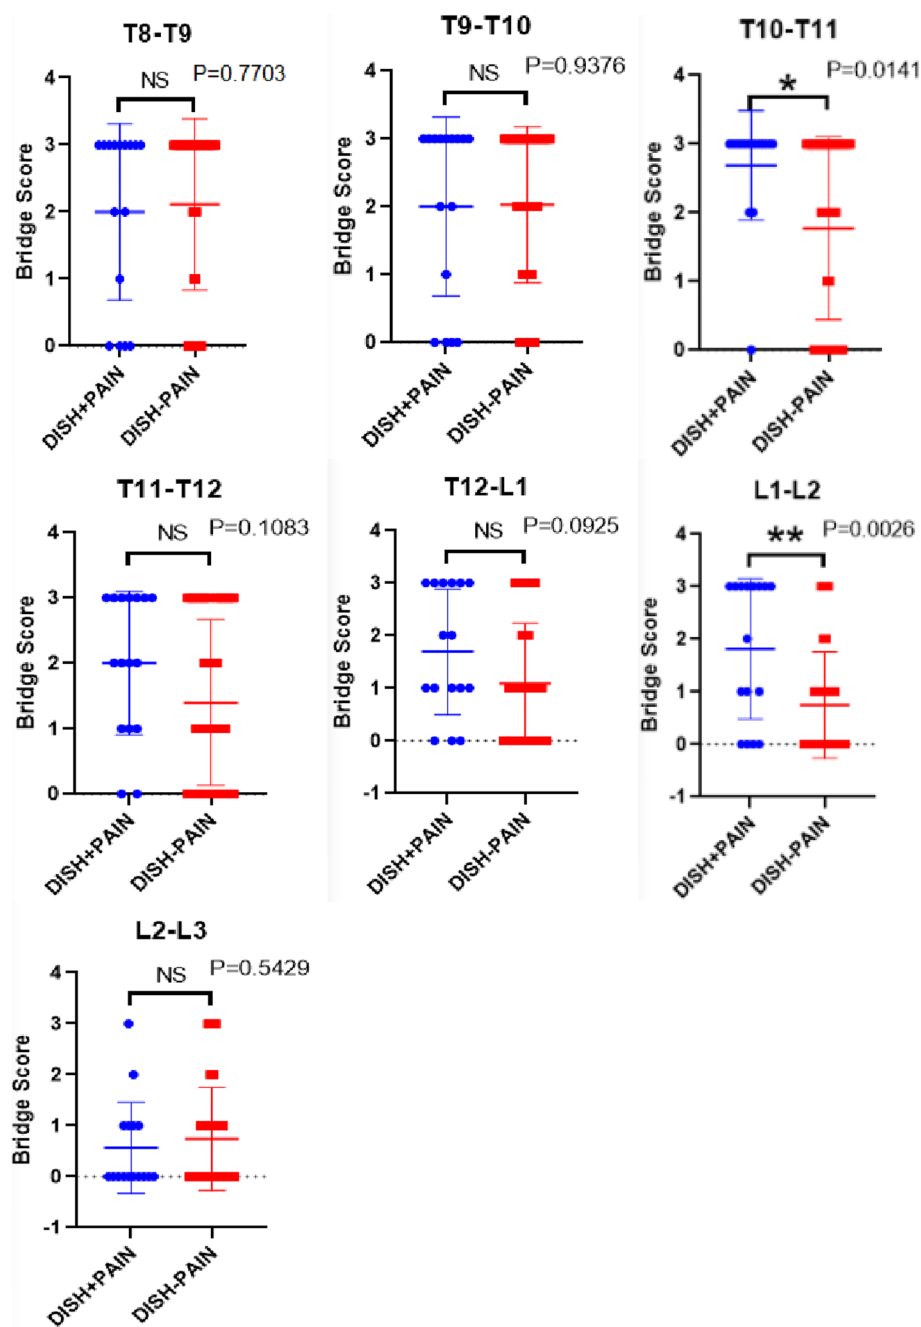 T8-T9
NS P=0.7703
Bridge Score
4
3
2
1
0
DISH+PAIN
DISH-PAIN
T9-T10
NS P=0.9376
Bridge Score
4
3
2
1
0
DISH+PAIN
DISH-PAIN
T10-T11
* P=0.0141
Bridge Score
4
3
2
1
0
DISH+PAIN
DISH-PAIN
T11-T12
NS P=0.1083
Bridge Score
4
3
2
1
0
DISH+PAIN
DISH-PAIN
T12-L1
NS P=0.0925
Bridge Score
4
3
2
1
0
-1
DISH+PAIN
DISH-PAIN
L1-L2
** P=0.0026
Bridge Score
4
3
2
1
0
-1
DISH+PAIN
DISH-PAIN
L2-L3
NS P=0.5429
Bridge Score
4
3
2
1
0
-1
DISH+PAIN
DISH-PAIN